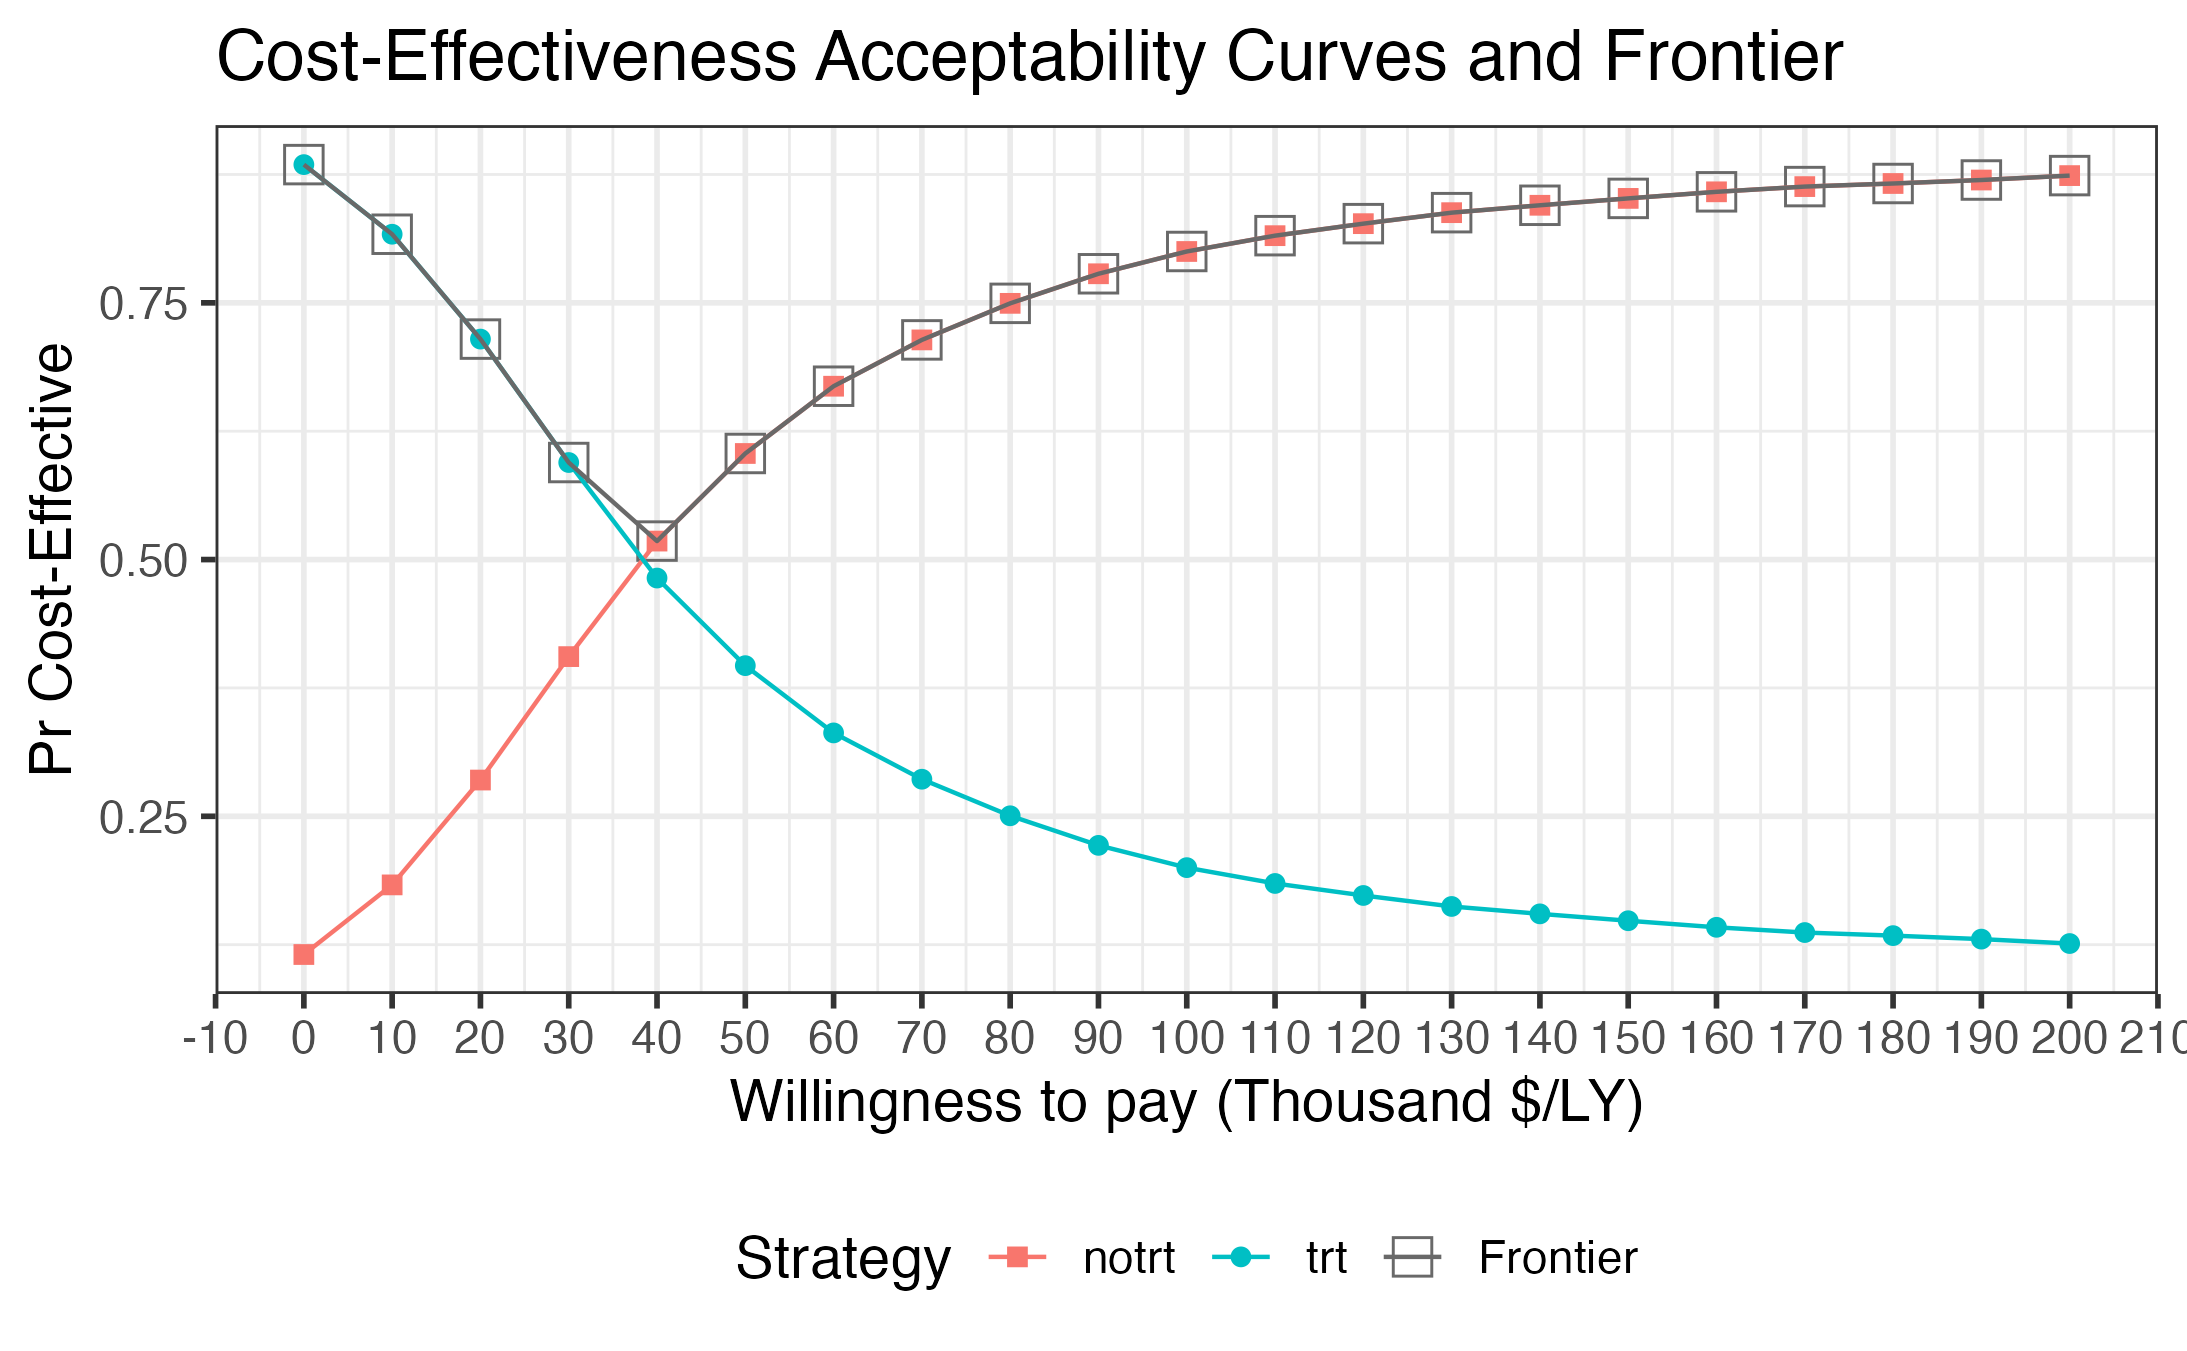 Cost-Effectiveness Acceptability Curves and Frontier
Pr Cost-Effective
0.75
0.50
0.25
-10 0 10 20 30 40 50 60 70 80 90 100 110 120 130 140 150 160 170 180 190 200 210
Willingness to pay (Thousand $/LY)
Strategy notrt trt Frontier